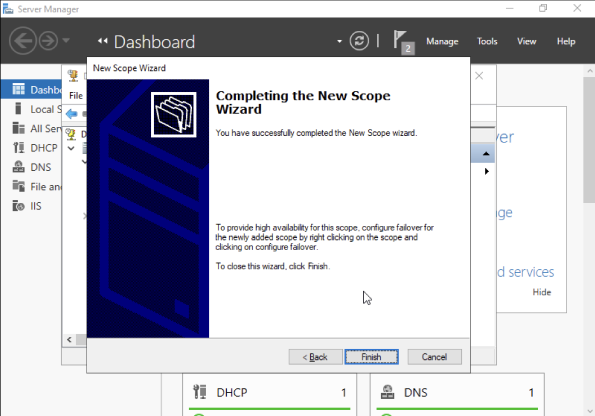 Server Manager
Dashboard
2
Manage
Tools
View
Help
New Scope Wizard
Dashb
Local S
All Ser
DHCP
DNS
File an
IIS
File
Completing the New Scope
Wizard
You have successfully completed the New Scope wizard.
To provide high availability for this scope, configure failover for
the newly added scope by right clicking on the scope and
clicking on configure failover.
To close this wizard, click Finish.
< Back
Finish
Cancel
ver
ge
d services
Hide
DHCP 1
DNS 1